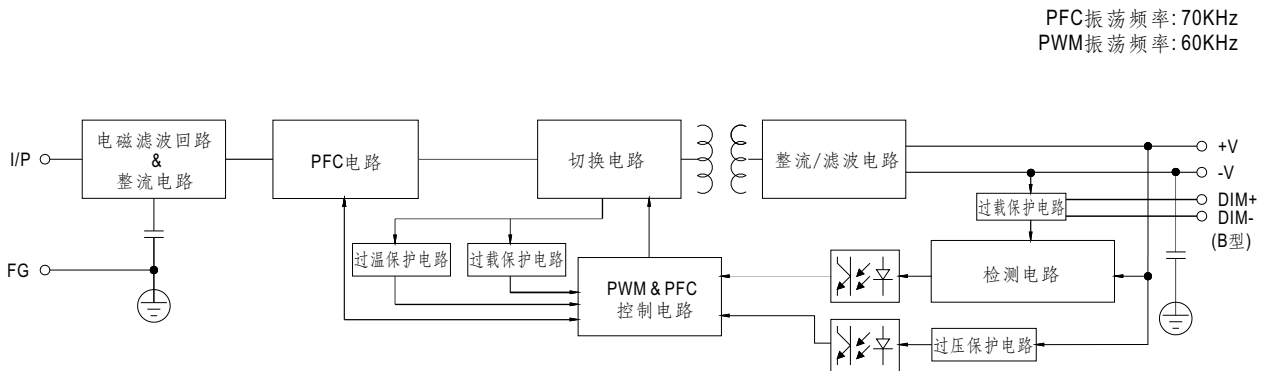 PFC振荡频率: 70KHz
PWM振荡频率: 60KHz
I/P
电磁滤波回路
&
整流电路
PFC电路
切换电路
整流/滤波电路
+V
-V
过载保护电路
DIM+
DIM-
(B型)
FG
过温保护电路
过载保护电路
PWM & PFC
控制电路
检测电路
过压保护电路